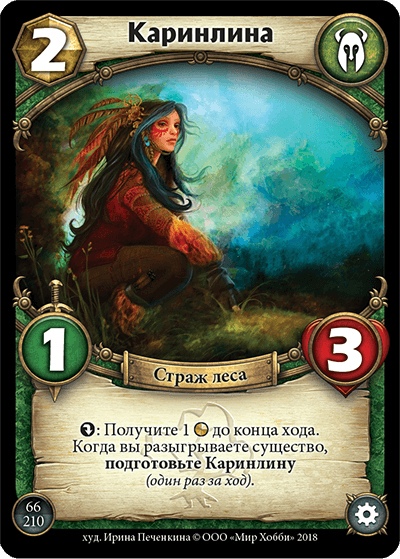 2
Каринлина
1
3
Страж леса
: Получите 1 до конца хода.
Когда вы разыгрываете существо,
подготовьте Каринлину
(один раз за ход).
66
210
худ. Ирина Печенкина © ООО «Мир Хобби» 2018